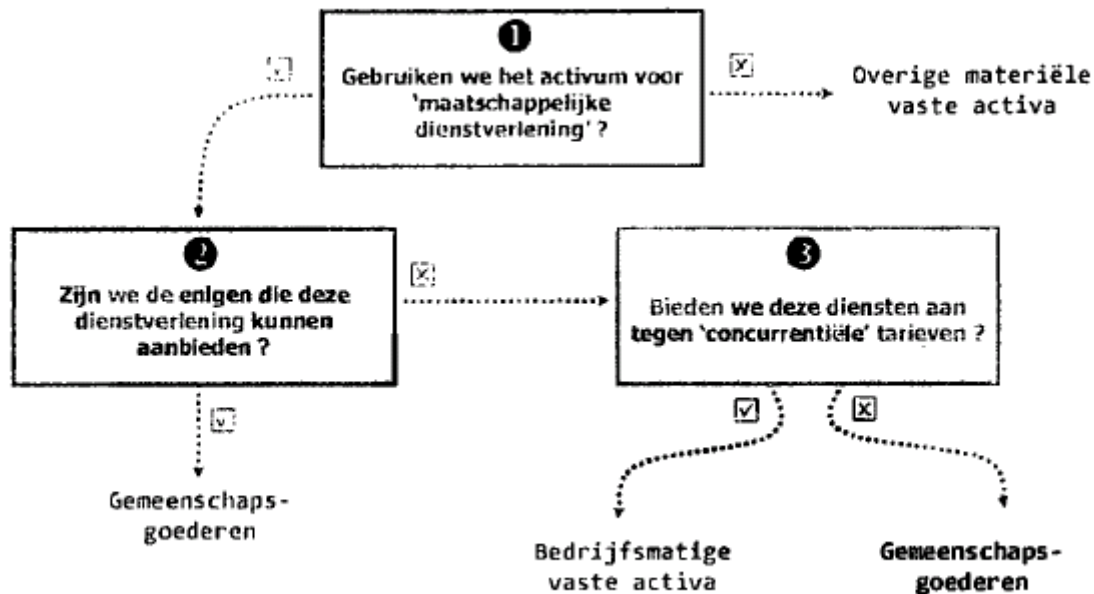 1
Gebruiken we het activum voor
'maatschappelijke
dienstverlening' ?
Overige materiële
vaste activa
2
Zijn we de enigen die deze
dienstverlening kunnen
aanbieden ?
3
Bieden we deze diensten aan
tegen 'concurrentiële' tarieven ?
Gemeenschaps-
goederen
Bedrijfsmatige
vaste activa
Gemeenschaps-
goederen